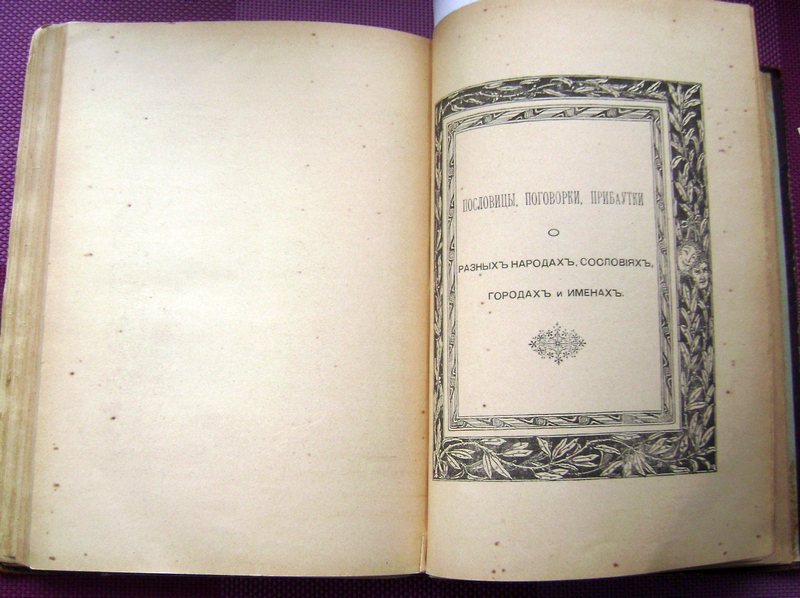 ПОСЛОВИЦЫ, ПОГОВОРКИ, ПРИБАУТКИ
О
РАЗНЫХЪ НАРОДАХЪ, СОСЛОВІЯХЪ,
ГОРОДАХЪ и ИМЕНАХЪ.